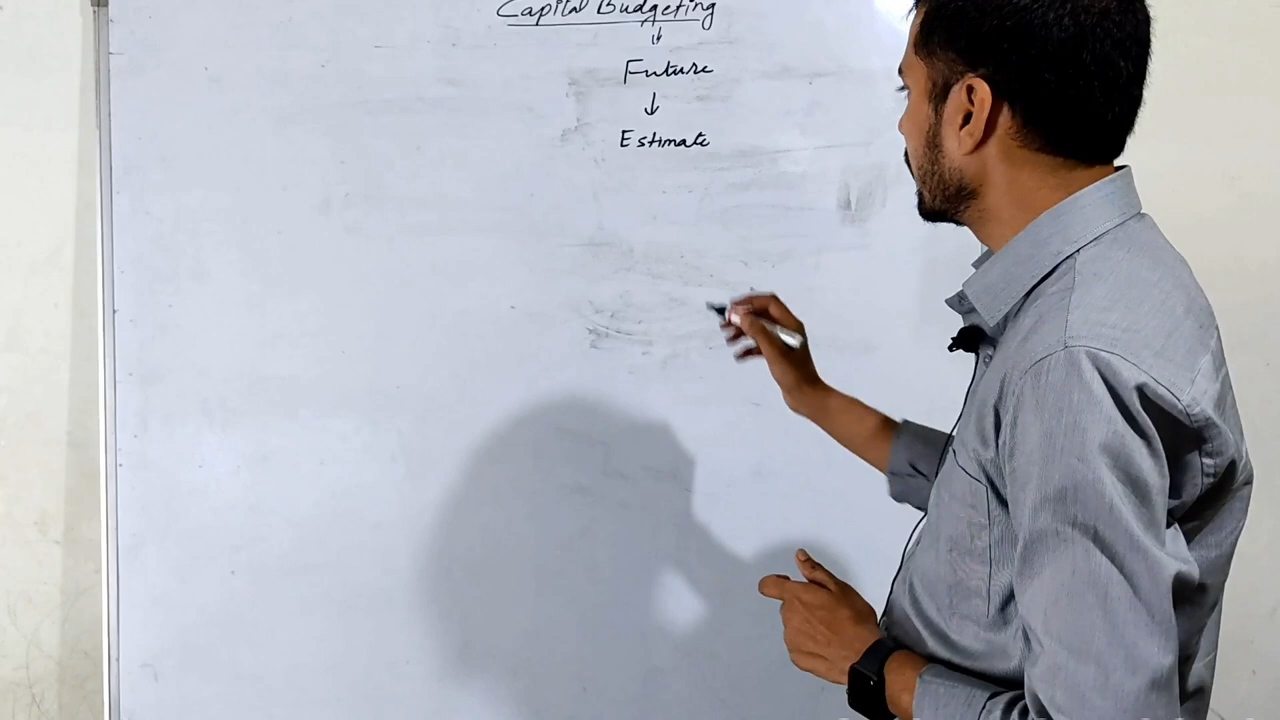 Capital Budgeting
↓
Future
↓
Estimate